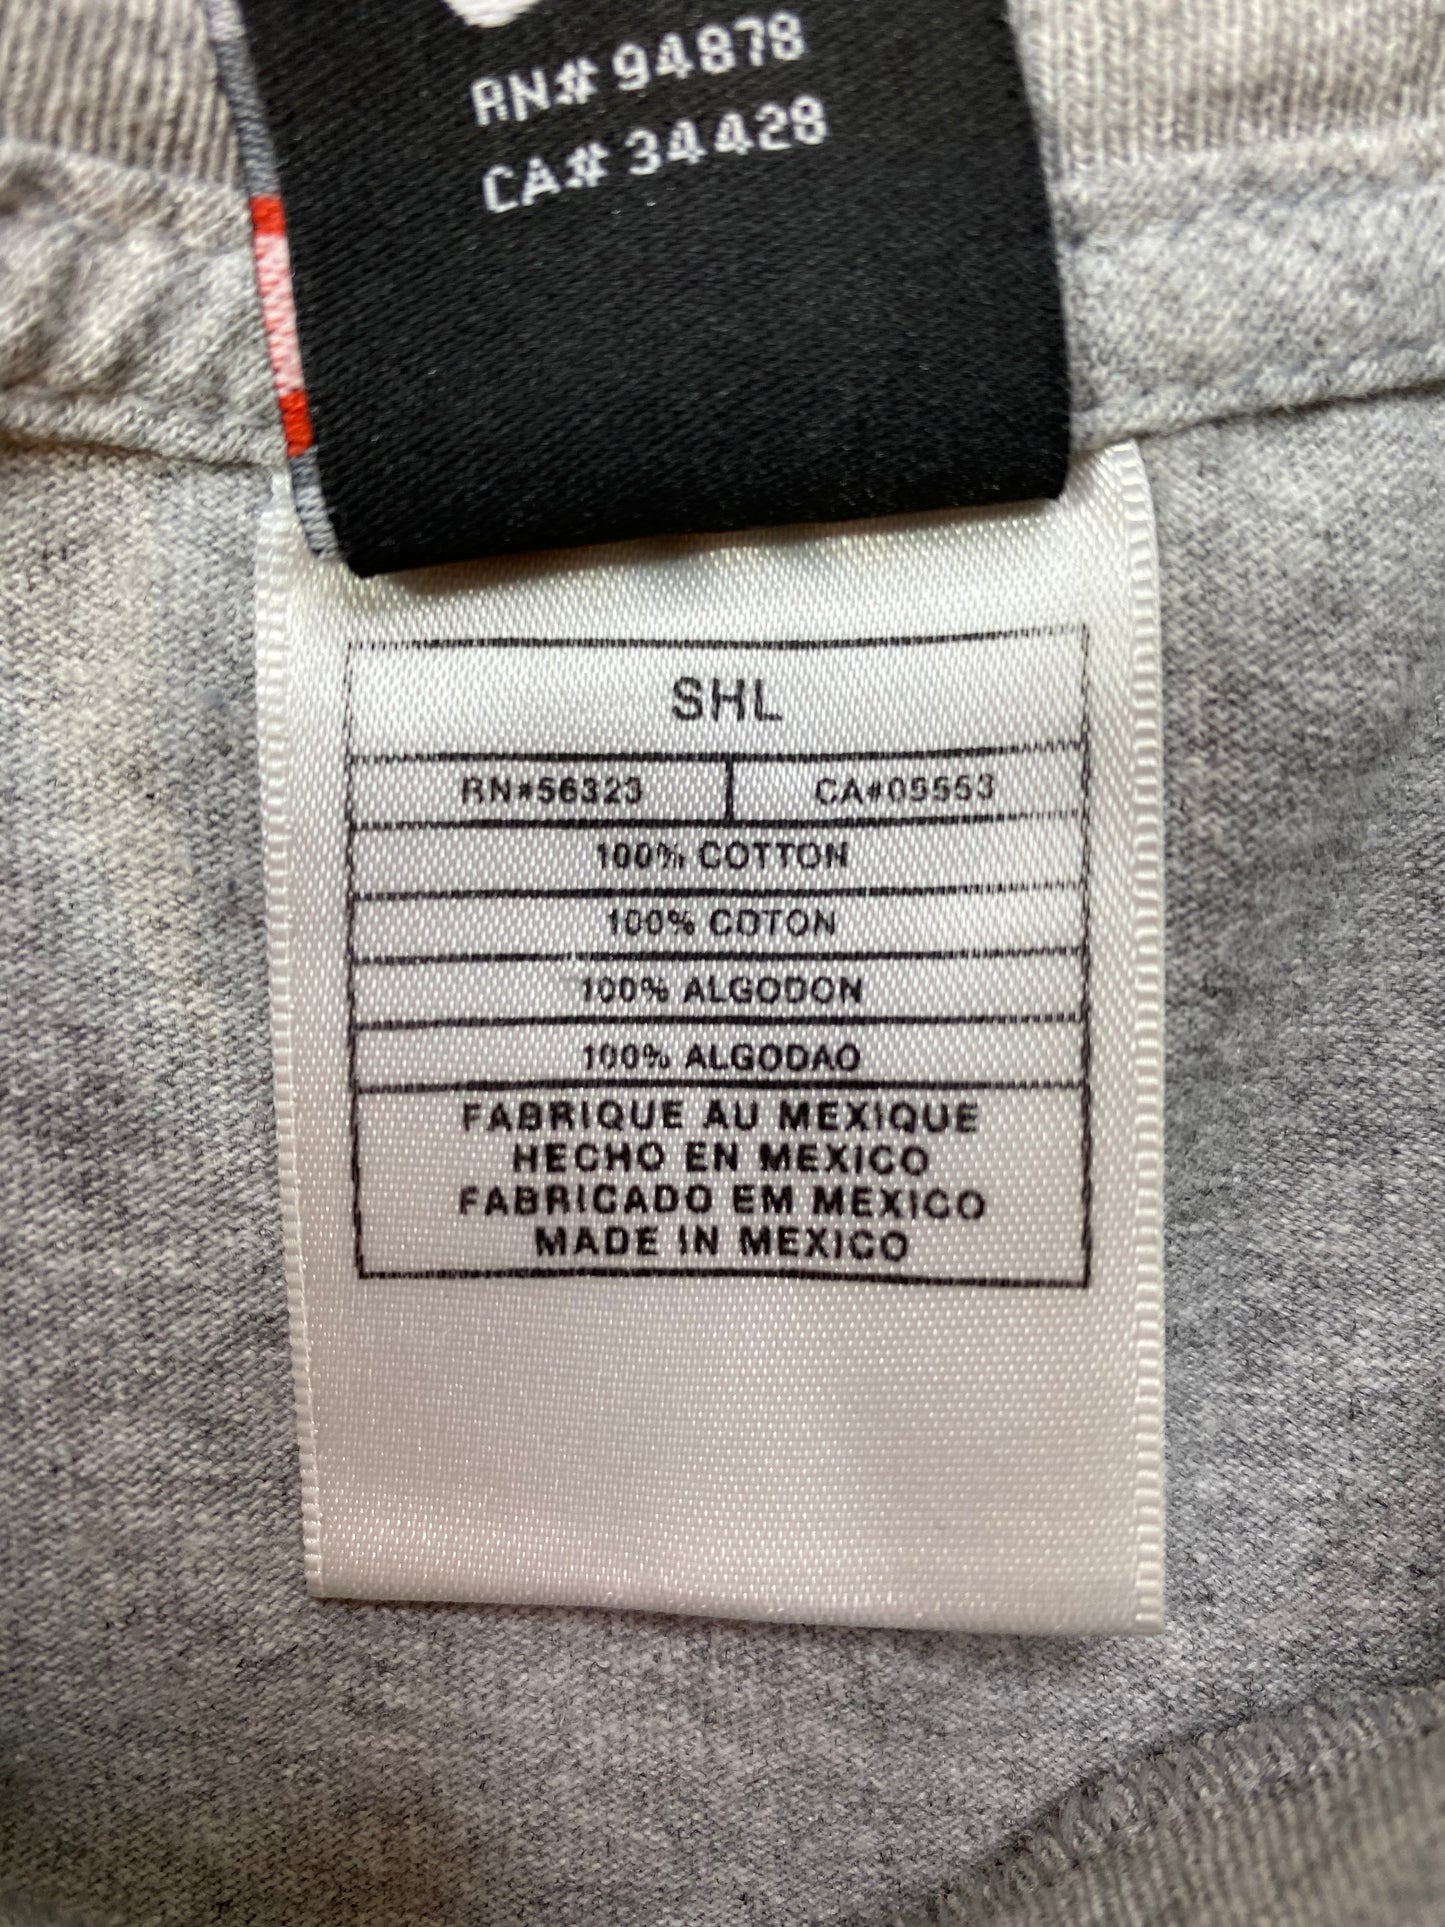 RN# 94878
CA# 34428
SHL
RN#56323 CA#05553
100% COTTON
100% COTON
100% ALGODON
100% ALGODAO
FABRIQUE AU MEXIQUE
HECHO EN MEXICO
FABRICADO EM MEXICO
MADE IN MEXICO